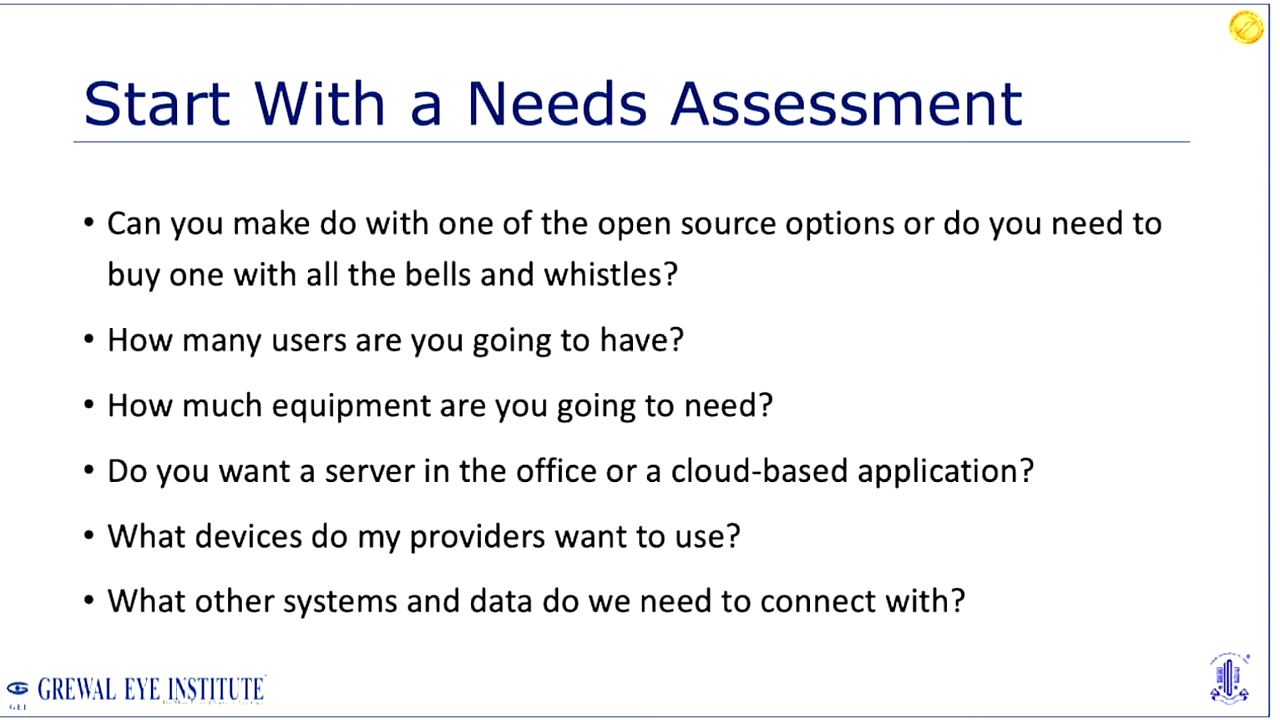 Start With a Needs Assessment
• Can you make do with one of the open source options or do you need to
buy one with all the bells and whistles?
• How many users are you going to have?
• How much equipment are you going to need?
• Do you want a server in the office or a cloud-based application?
• What devices do my providers want to use?
• What other systems and data do we need to connect with?
GREWAL EYE INSTITUTE
GEI